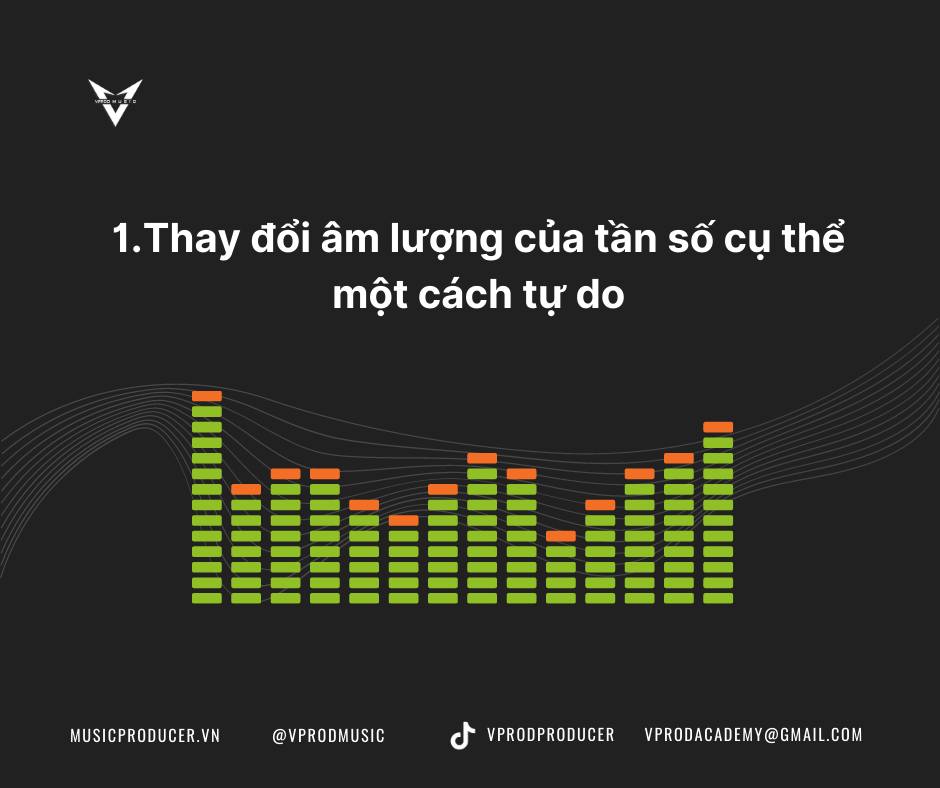 VPROD MUSIC
1.Thay đổi âm lượng của tần số cụ thể
một cách tự do
MUSICPRODUCER.VN
@VPRODMUSIC
VPRODPRODUCER
VPRODACADEMY@GMAIL.COM